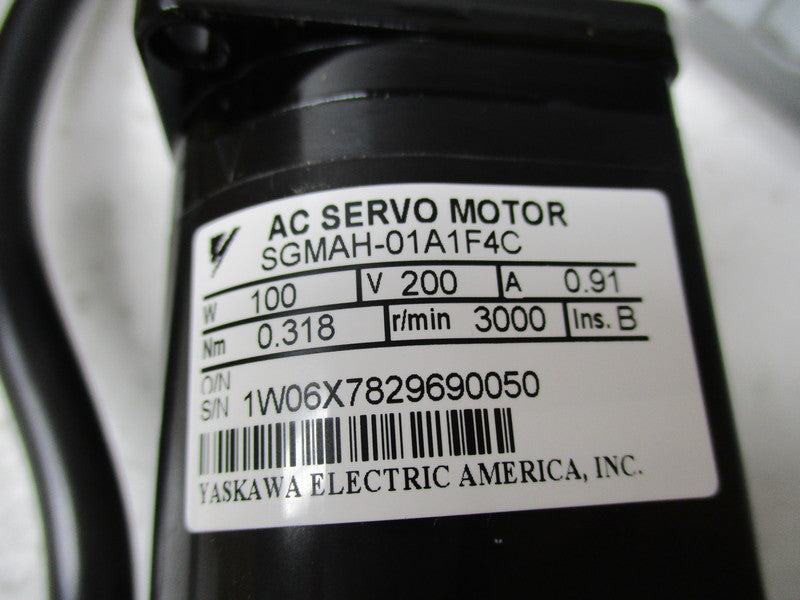 AC SERVO MOTOR
SGMAH-01A1F4C
W 100 V 200 A 0.91
Nm 0.318 r/min 3000 Ins. B
O/N
S/N 1W06X7829690050
YASKAWA ELECTRIC AMERICA, INC.